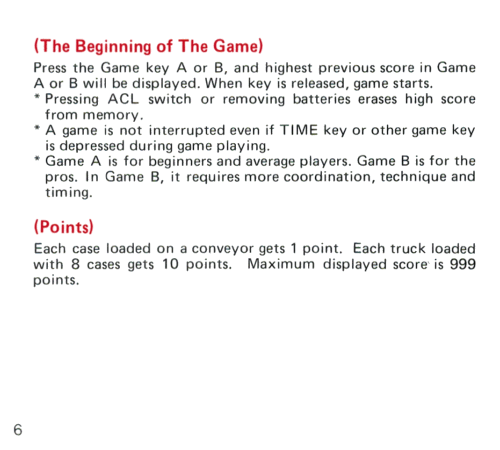 (The Beginning of The Game)
Press the Game key A or B, and highest previous score in Game
A or B will be displayed. When key is released, game starts.
* Pressing ACL switch or removing batteries erases high score
from memory.
* A game is not interrupted even if TIME key or other game key
is depressed during game playing.
* Game A is for beginners and average players. Game B is for the
pros. In Game B, it requires more coordination, technique and
timing.
(Points)
Each case loaded on a conveyor gets 1 point. Each truck loaded
with 8 cases gets 10 points. Maximum displayed score is 999
points.
6